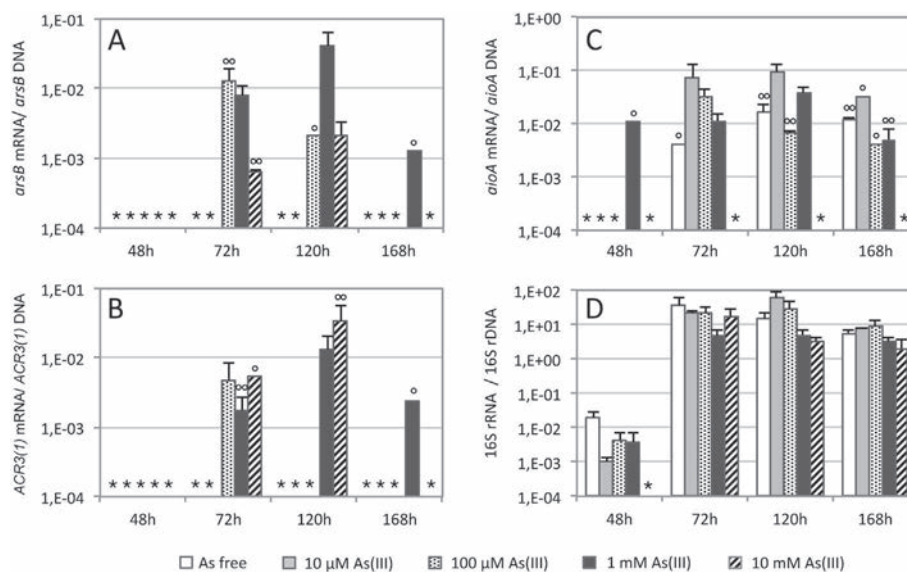 A
arsB mRNA/ arsB DNA
1,E-01
1,E-02
1,E-03
1,E-04
∞
∞
°
°
* * * * *
* *
* *
* * *
*
48h
72h
120h
168h
C
aioA mRNA/ aioA DNA
1,E+00
1,E-01
1,E-02
1,E-03
1,E-04
°
°
∞
∞
∞
°
°
∞
* * *
*
*
*
*
48h
72h
120h
168h
B
ACR3(1) mRNA/ ACR3(1) DNA
1,E-01
1,E-02
1,E-03
1,E-04
∞
°
∞
°
* * * * *
* *
* * *
* * *
*
48h
72h
120h
168h
D
16S rRNA / 16S rDNA
1,E+02
1,E+01
1,E+00
1,E-01
1,E-02
1,E-03
1,E-04
*
48h
72h
120h
168h
As free
10 µM As(III)
100 µM As(III)
1 mM As(III)
10 mM As(III)